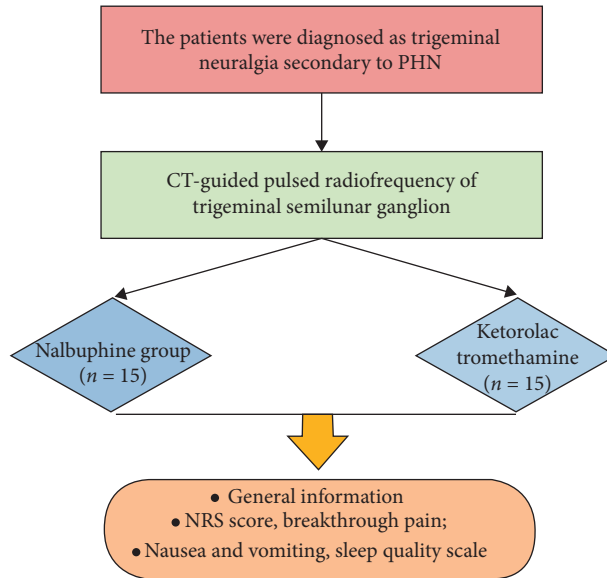 The patients were diagnosed as trigeminal
neuralgia secondary to PHN
CT-guided pulsed radiofrequency of
trigeminal semilunar ganglion
Nalbuphine group
(n = 15)
Ketorolac
tromethamine
(n = 15)
● General information
● NRS score, breakthrough pain;
● Nausea and vomiting, sleep quality scale